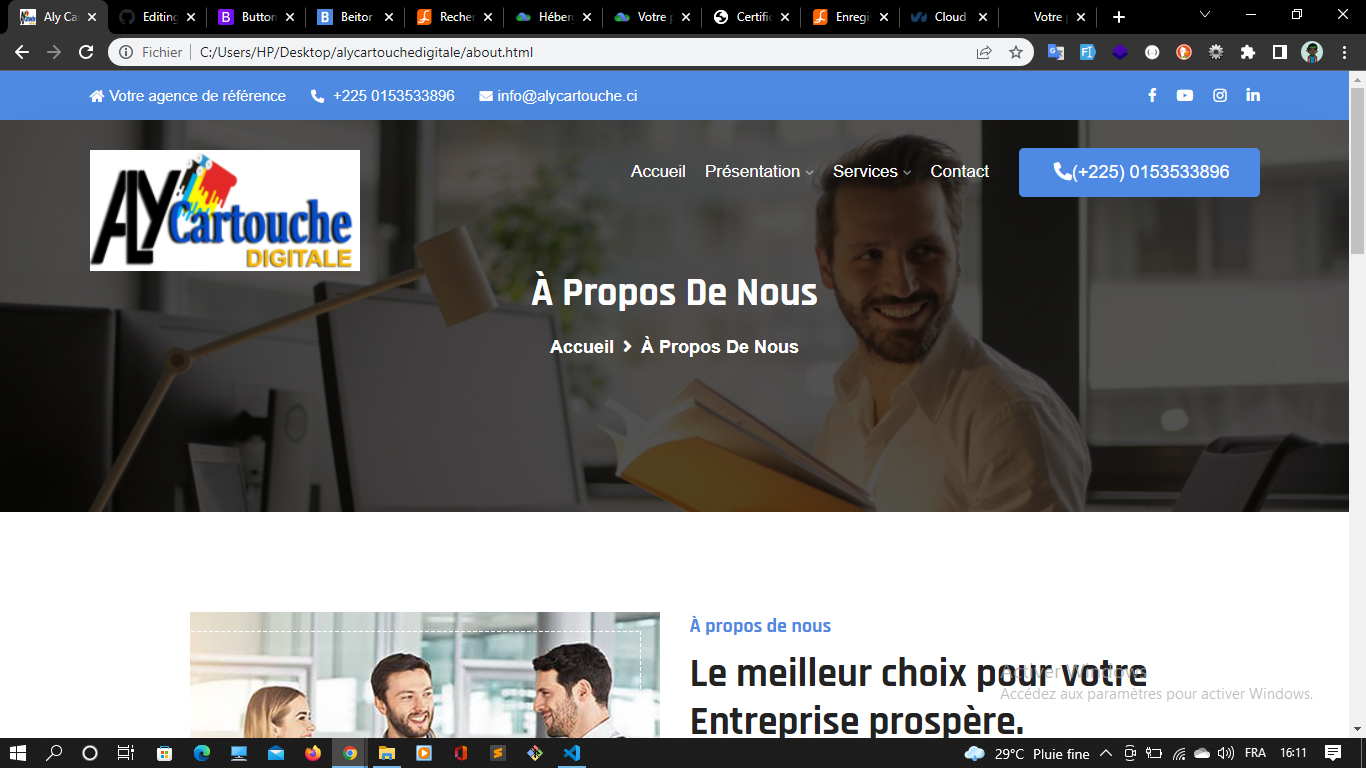 Aly Ca
Editing
Button
Beitor
Recher
Héber
Votre p
Certific
Enregis
Cloud
Votre p
Fichier
C:/Users/HP/Desktop/alycartouchedigitale/about.html
Votre agence de référence
+225 0153533896
info@alycartouche.ci
ALY Cartouche
DIGITALE
Accueil
Présentation
Services
Contact
(+225) 0153533896
À Propos De Nous
Accueil
À Propos De Nous
À propos de nous
Le meilleur choix pour Votre
Entreprise prospère.
Activer Windows
Accédez aux paramètres pour activer Windows.
29°C Pluie fine
FRA
16:11